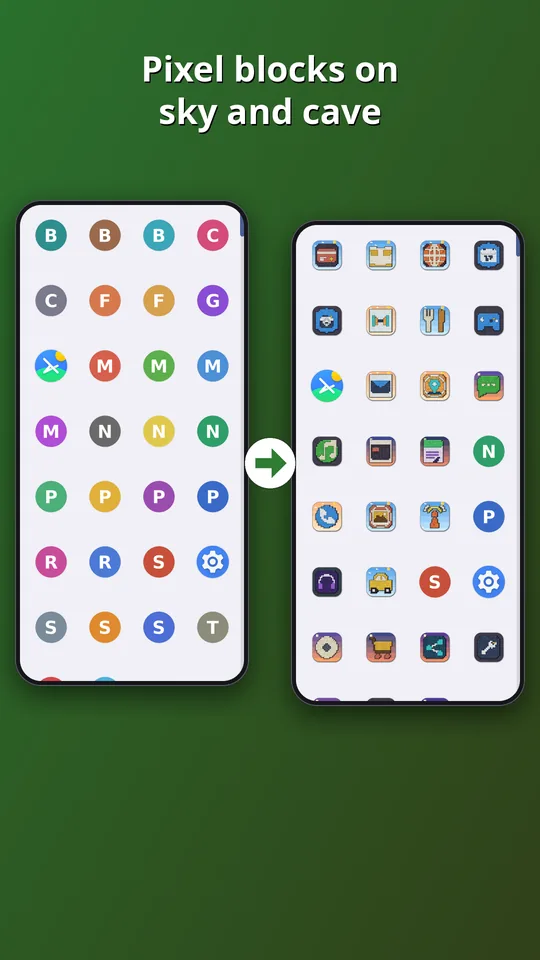 Pixel blocks on
sky and cave
B B B C
C F F G
M M M
M N N N
P P P P
R R S
S S S T
N
P
S